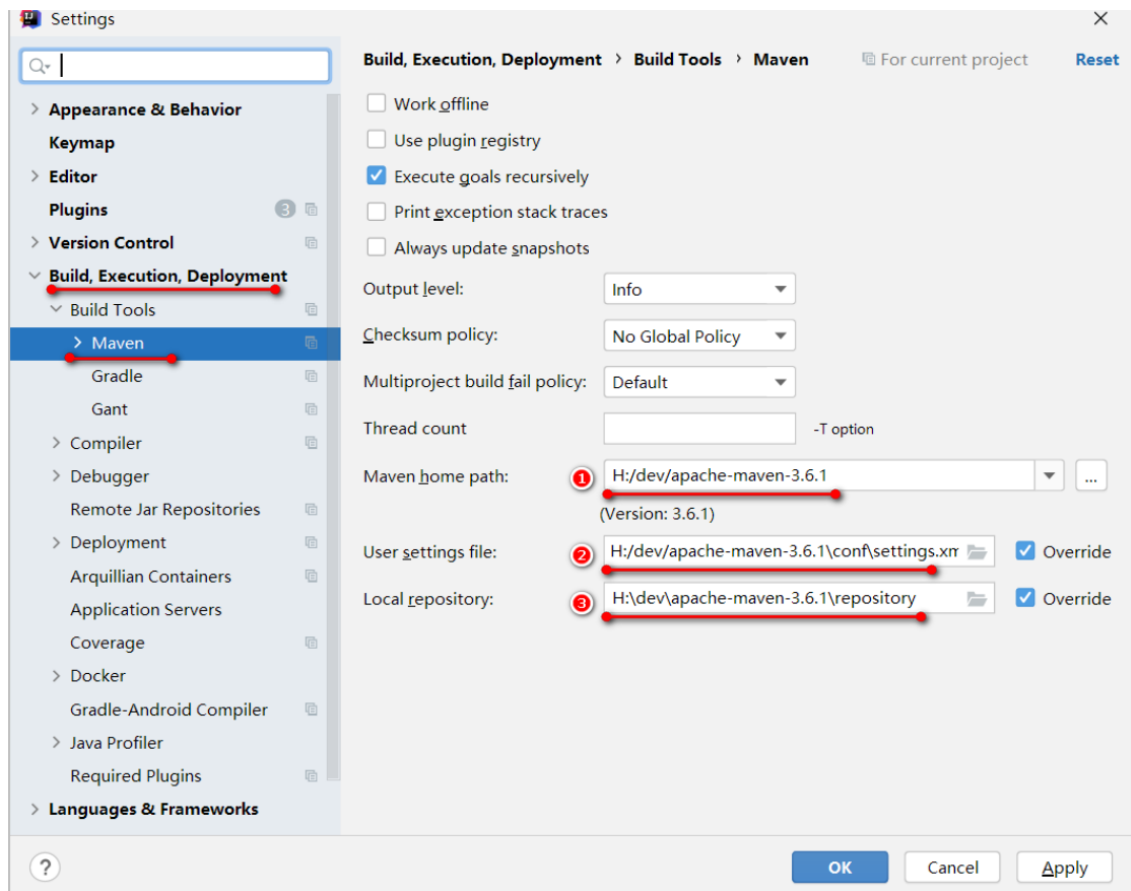 Settings
Appearance & Behavior
Keymap
Editor
Plugins 3
Version Control
Build, Execution, Deployment
Build Tools
Maven
Gradle
Gant
Compiler
Debugger
Remote Jar Repositories
Deployment
Arquillian Containers
Application Servers
Coverage
Docker
Gradle-Android Compiler
Java Profiler
Required Plugins
Languages & Frameworks
Build, Execution, Deployment > Build Tools > Maven For current project Reset
Work offline
Use plugin registry
Execute goals recursively
Print exception stack traces
Always update snapshots
Output level: Info
Checksum policy: No Global Policy
Multiproject build fail policy: Default
Thread count -T option
Maven home path: 1 H:/dev/apache-maven-3.6.1 ...
(Version: 3.6.1)
User settings file: 2 H:/dev/apache-maven-3.6.1\conf\settings.xm Override
Local repository: 3 H:\dev\apache-maven-3.6.1\repository Override
? OK Cancel Apply